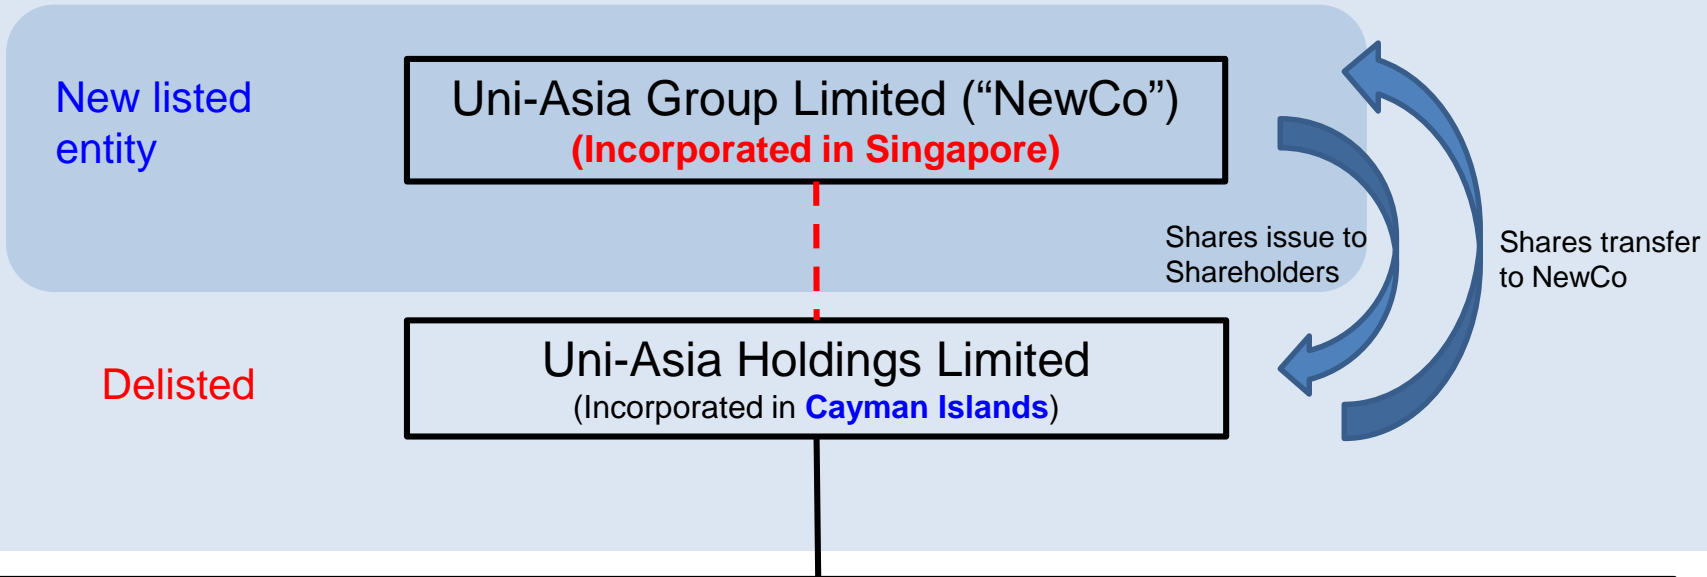 New listed
entity
Uni-Asia Group Limited (“NewCo”)
(Incorporated in Singapore)
Shares issue to
Shareholders
Shares transfer
to NewCo
Delisted
Uni-Asia Holdings Limited
(Incorporated in Cayman Islands)